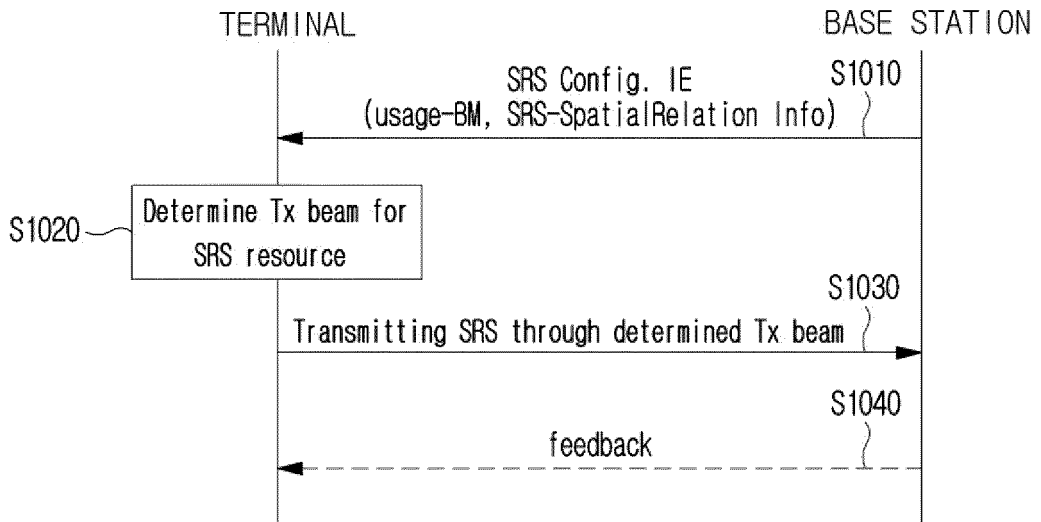 TERMINAL
BASE STATION
SRS Config. IE
(usage-BM, SRS-SpatialRelation Info)
S1010
Determine Tx beam for
SRS resource
S1020
S1030
Transmitting SRS through determined Tx beam
S1040
feedback